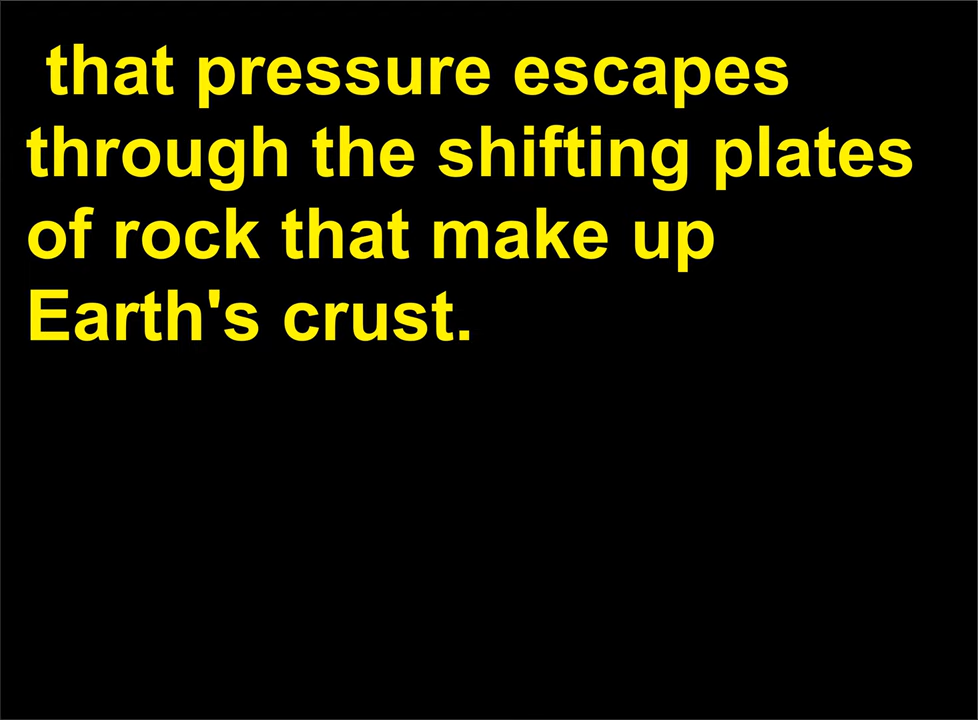 that pressure escapes
through the shifting plates
of rock that make up
Earth's crust.